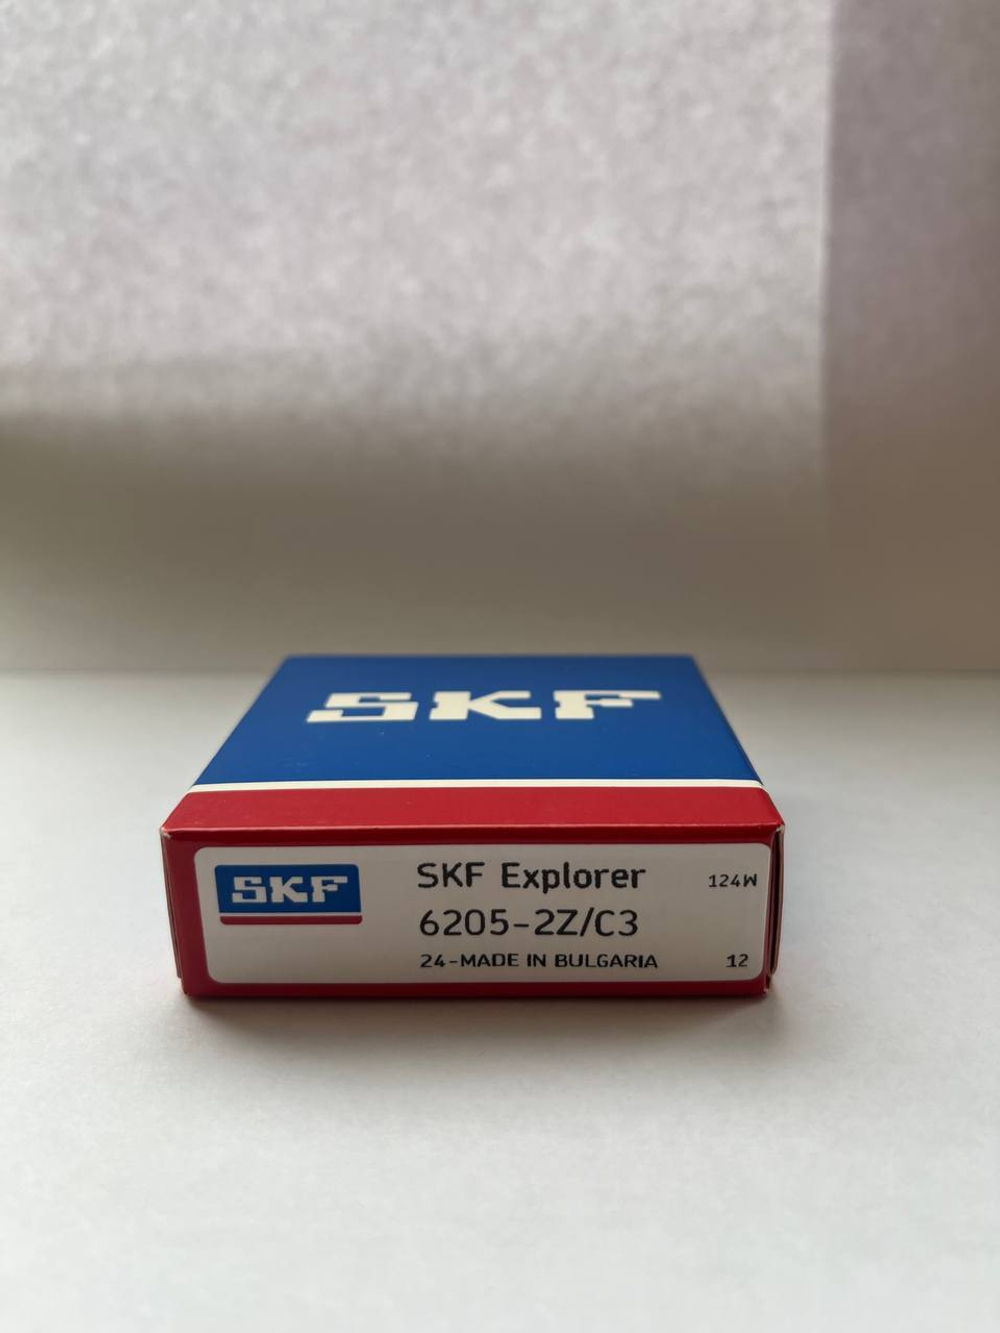 SKF
SKF
SKF Explorer
124W
6205-2Z/C3
24-MADE IN BULGARIA
12